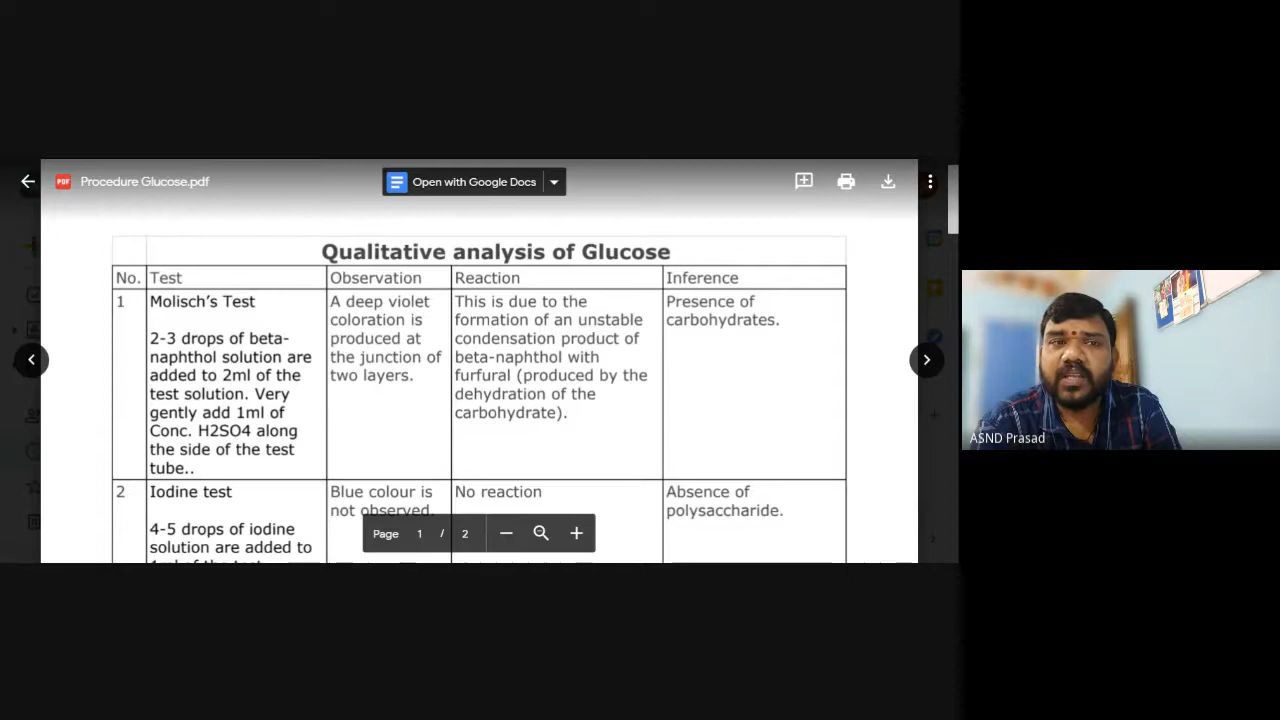 Procedure Glucose.pdf
Open with Google Docs
Qualitative analysis of Glucose
No. Test Observation Reaction Inference
1
Molisch's Test
2-3 drops of beta-
naphthol solution are
added to 2ml of the
test solution. Very
gently add 1ml of
Conc. H2SO4 along
the side of the test
tube..
A deep violet
coloration is
produced at
the junction of
two layers.
This is due to the
formation of an unstable
condensation product of
beta-naphthol with
furfural (produced by the
dehydration of the
carbohydrate).
Presence of
carbohydrates.
2
Iodine test
4-5 drops of iodine
solution are added to
Blue colour is
not observed.
No reaction
Absence of
polysaccharide.
Page 1 / 2
ASND Prasad